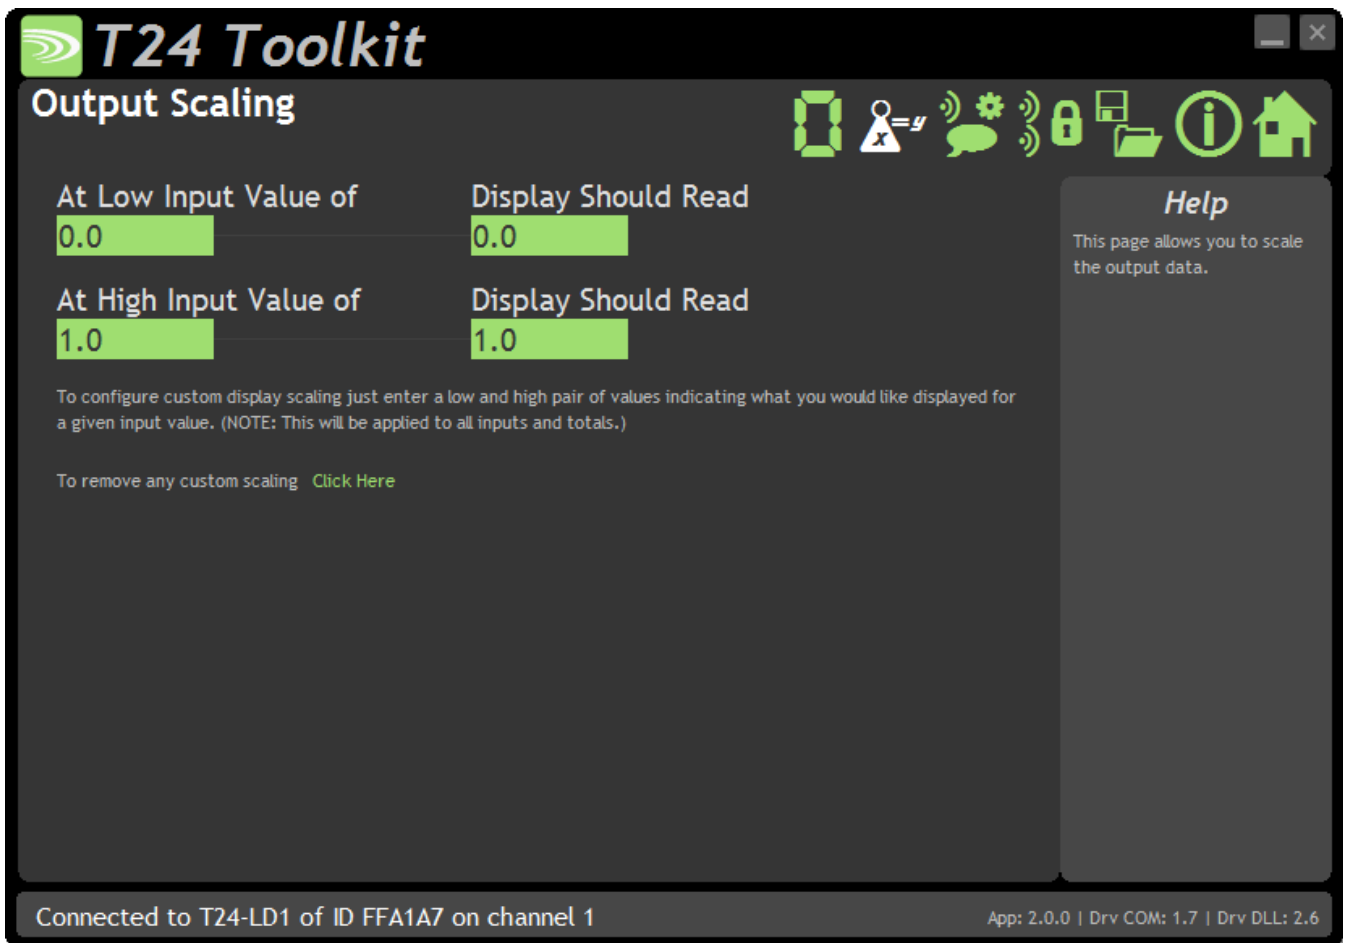 T24 Toolkit
Output Scaling
x=y
At Low Input Value of
Display Should Read
0.0
0.0
At High Input Value of
Display Should Read
1.0
1.0
To configure custom display scaling just enter a low and high pair of values indicating what you would like displayed for
a given input value. (NOTE: This will be applied to all inputs and totals.)
To remove any custom scaling Click Here
Help
This page allows you to scale
the output data.
Connected to T24-LD1 of ID FFA1A7 on channel 1
App: 2.0.0 | Drv COM: 1.7 | Drv DLL: 2.6